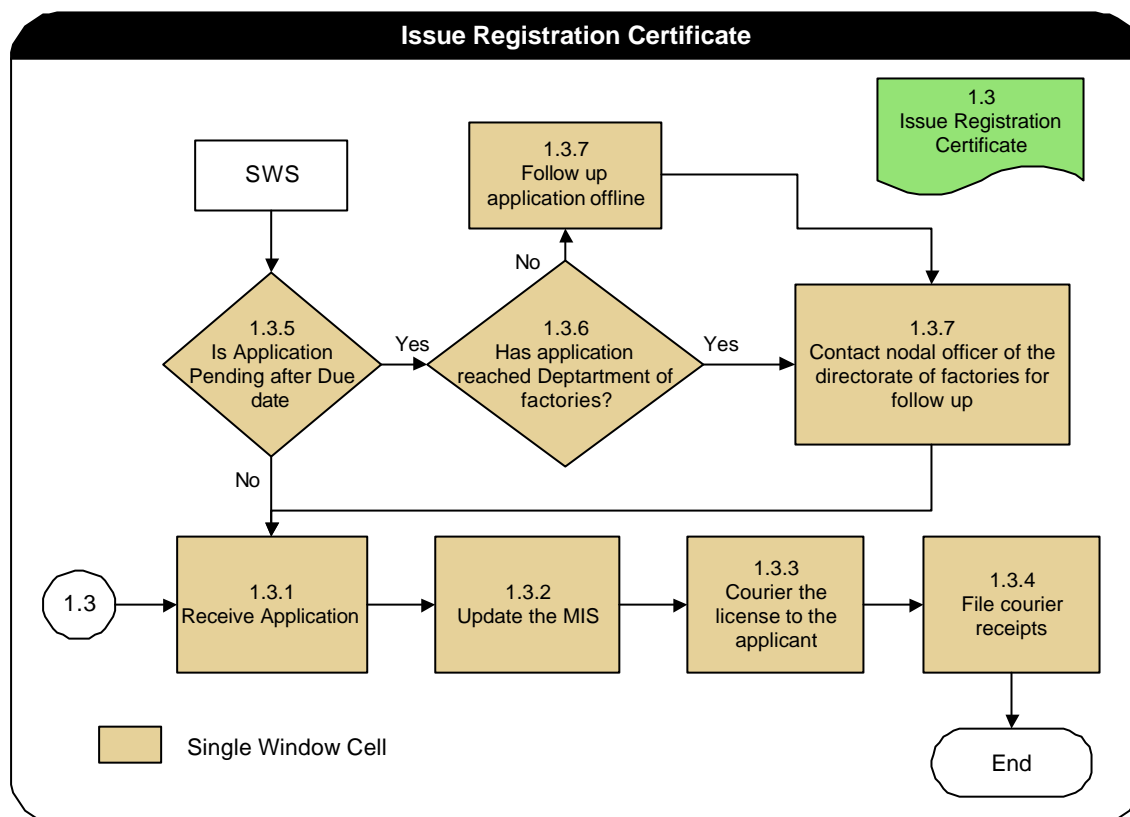 Issue Registration Certificate
1.3
Issue Registration
Certificate
SWS
1.3.7
Follow up
application offline
No
1.3.5
Is Application
Pending after Due
date
Yes
1.3.6
Has application
reached Deptartment of
factories?
Yes
1.3.7
Contact nodal officer of the
directorate of factories for
follow up
No
1.3
1.3.1
Receive Application
1.3.2
Update the MIS
1.3.3
Courier the
license to the
applicant
1.3.4
File courier
receipts
Single Window Cell
End